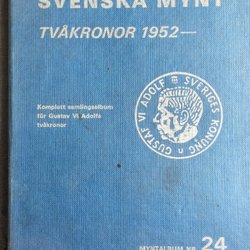 SVENSKA MYNT
TVÅKRONOR 1952—
Komplett samlingsalbum
för Gustav VI Adolfs
tvåkronor
GUSTAF VI ADOLF SVERIGES KONUNG
MYNTALBUM NR 24